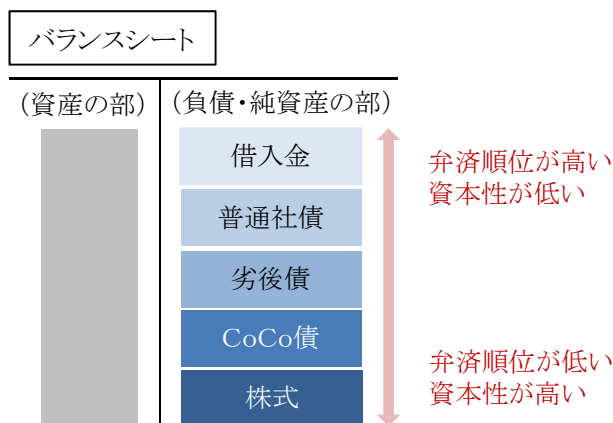 バランスシート
（資産の部）
（負債・純資産の部）
借入金
普通社債
劣後債
CoCo債
株式
弁済順位が高い
資本性が低い
弁済順位が低い
資本性が高い